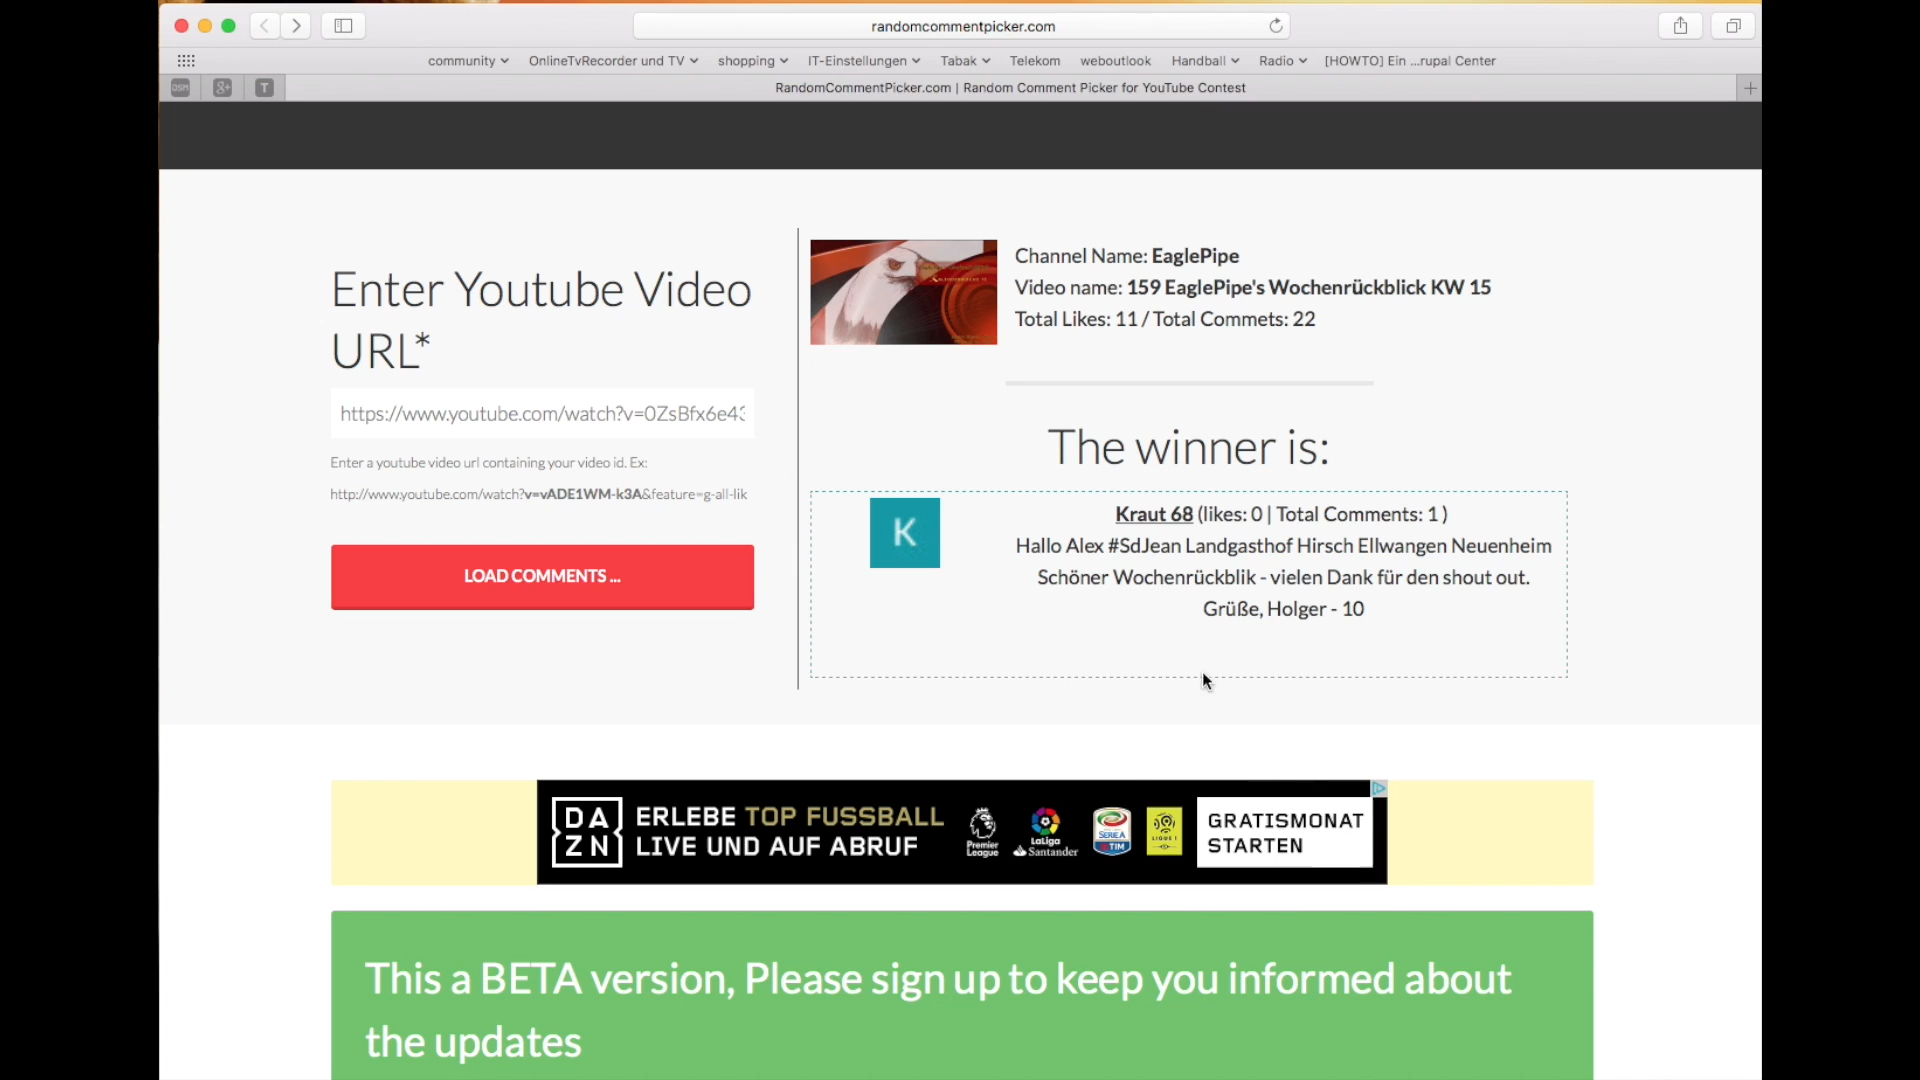 randomcommentpicker.com
community OnlineTvRecorder und TV shopping IT-Einstellungen Tabak Telekom weboutlook Handball Radio [HOWTO] Ein ...rupal Center
OSM g+ T RandomCommentPicker.com | Random Comment Picker for YouTube Contest
Enter Youtube Video
URL*
https://www.youtube.com/watch?v=0ZsBfx6e43
Enter a youtube video url containing your video id. Ex:
http://www.youtube.com/watch?v=vADE1WM-k3A&feature=g-all-lik
LOAD COMMENTS ...
Channel Name: EaglePipe
Video name: 159 EaglePipe's Wochenrückblick KW 15
Total Likes: 11 / Total Commets: 22
The winner is:
K
Kraut 68 (likes: 0 | Total Comments: 1 )
Hallo Alex #SdJean Landgasthof Hirsch Ellwangen Neuenheim
Schöner Wochenrückblik - vielen Dank für den shout out.
Grüße, Holger - 10
DA
ZN
ERLEBE TOP FUSSBALL
LIVE UND AUF ABRUF
Premier
League
LaLiga
Santander
SERIE A
TIM
LIGUE 1
GRATISMONAT
STARTEN
This a BETA version, Please sign up to keep you informed about
the updates